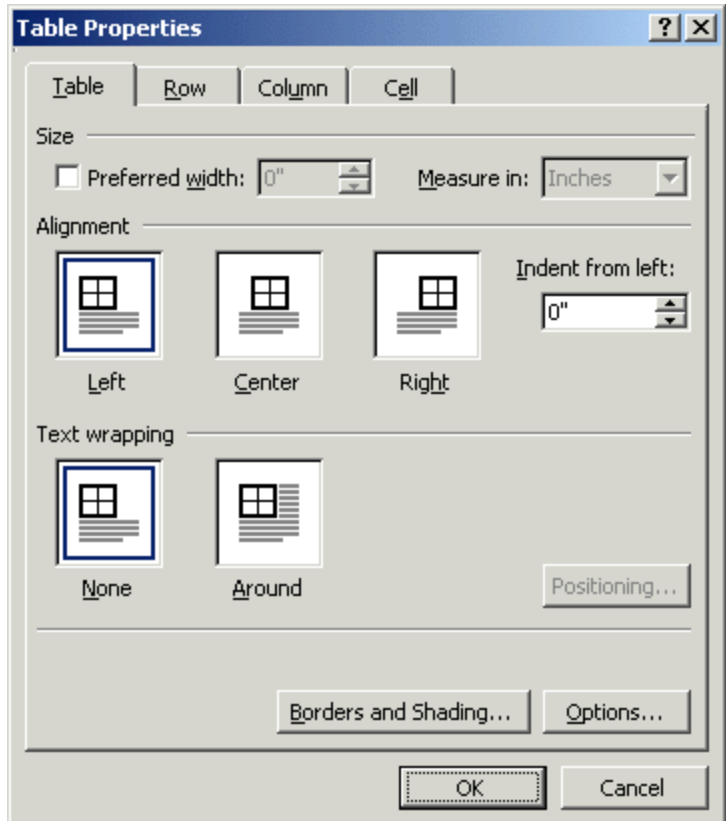 Table Properties
Table Row Column Cell
Size
Preferred width: 0" Measure in: Inches
Alignment
Indent from left:
0"
Left Center Right
Text wrapping
None Around
Positioning...
Borders and Shading... Options...
OK Cancel